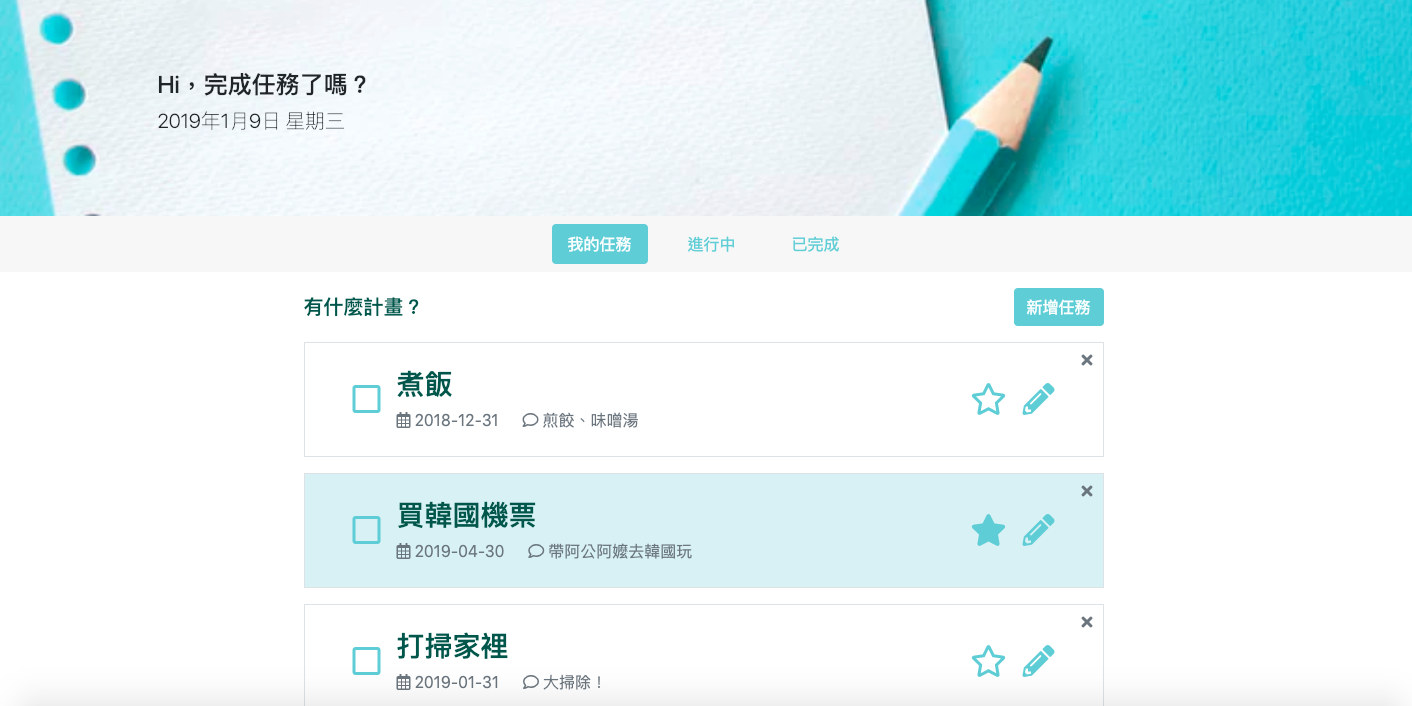 Hi，完成任務了嗎？
2019年1月9日 星期三
我的任務 進行中 已完成
有什麼計畫？ 新增任務
煮飯
2018-12-31 煎餃、味噌湯
買韓國機票
2019-04-30 帶阿公阿嬤去韓國玩
打掃家裡
2019-01-31 大掃除！